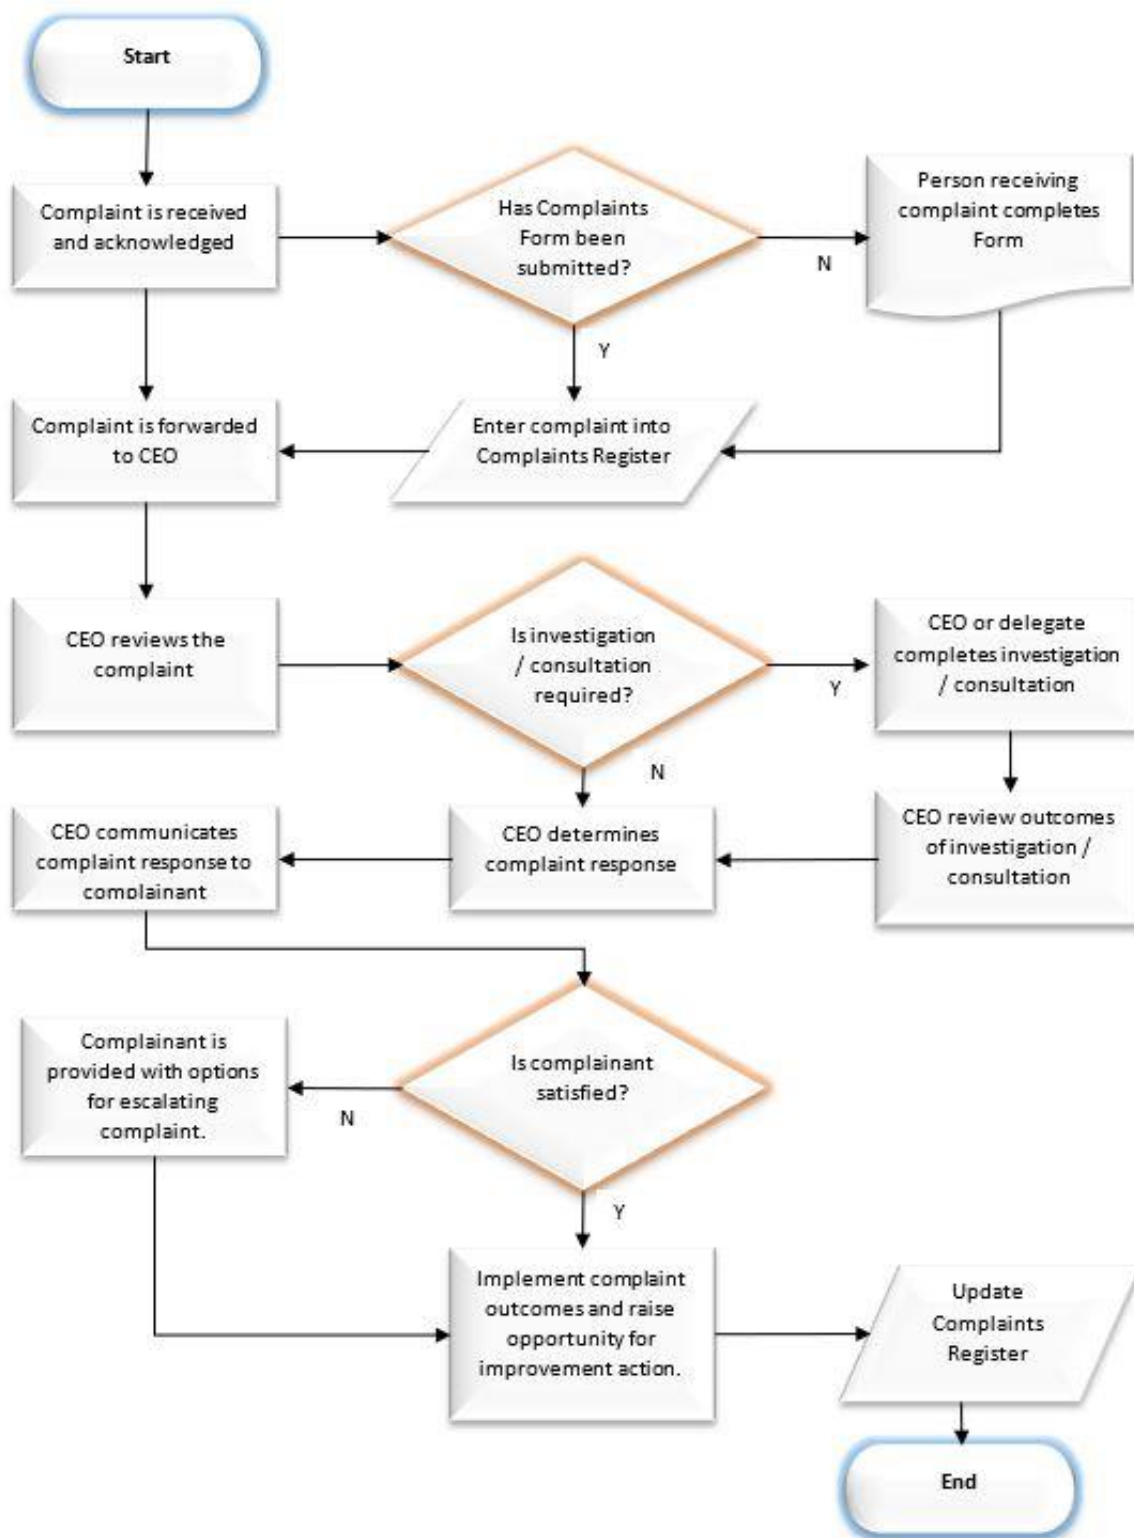 Start
Complaint is received
and acknowledged
Has Complaints
Form been
submitted?
Person receiving
complaint completes
Form
N
Y
Complaint is forwarded
to CEO
Enter complaint into
Complaints Register
CEO reviews the
complaint
Is investigation
/ consultation
required?
CEO or delegate
completes investigation
/ consultation
Y
N
CEO communicates
complaint response to
complainant
CEO determines
complaint response
CEO review outcomes
of investigation /
consultation
Complainant is
provided with options
for escalating
complaint.
Is complainant
satisfied?
N
Y
Implement complaint
outcomes and raise
opportunity for
improvement action.
Update
Complaints
Register
End